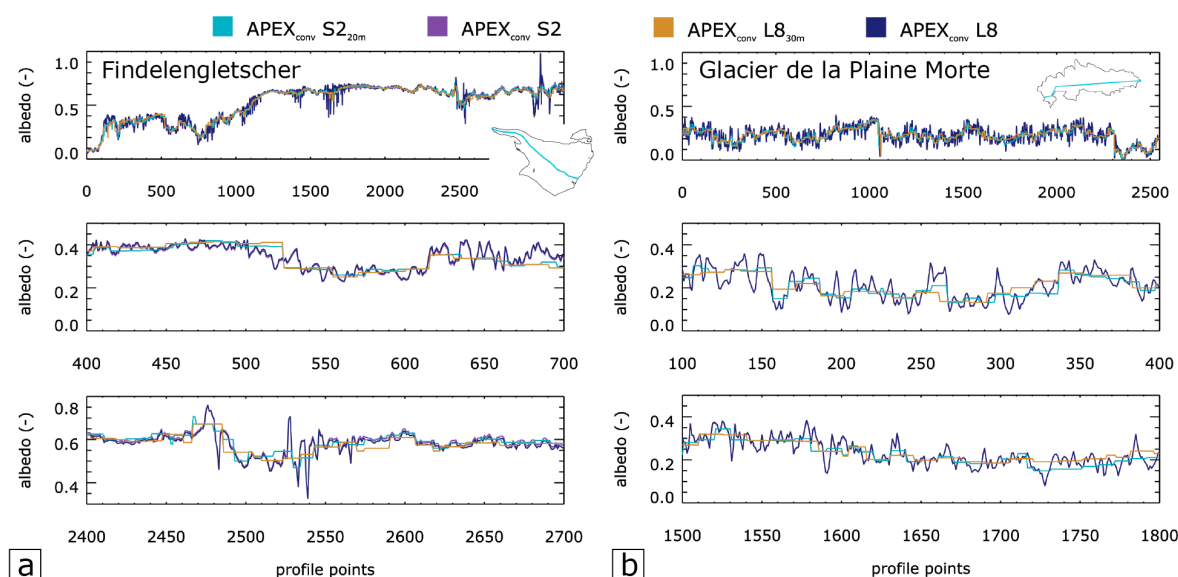 APEXconv S220m APEXconv S2 APEXconv L830m APEXconv L8
Findelengletscher
albedo (-)
1.0
0.5
0.0
0 500 1000 1500 2000 2500
albedo (-)
0.4
0.2
0.0
400 450 500 550 600 650 700
albedo (-)
0.8
0.6
0.4
2400 2450 2500 2550 2600 2650 2700
profile points
a
Glacier de la Plaine Morte
albedo (-)
1.0
0.5
0.0
0 500 1000 1500 2000 2500
albedo (-)
0.4
0.2
0.0
100 150 200 250 300 350 400
albedo (-)
0.4
0.2
0.0
1500 1550 1600 1650 1700 1750 1800
profile points
b